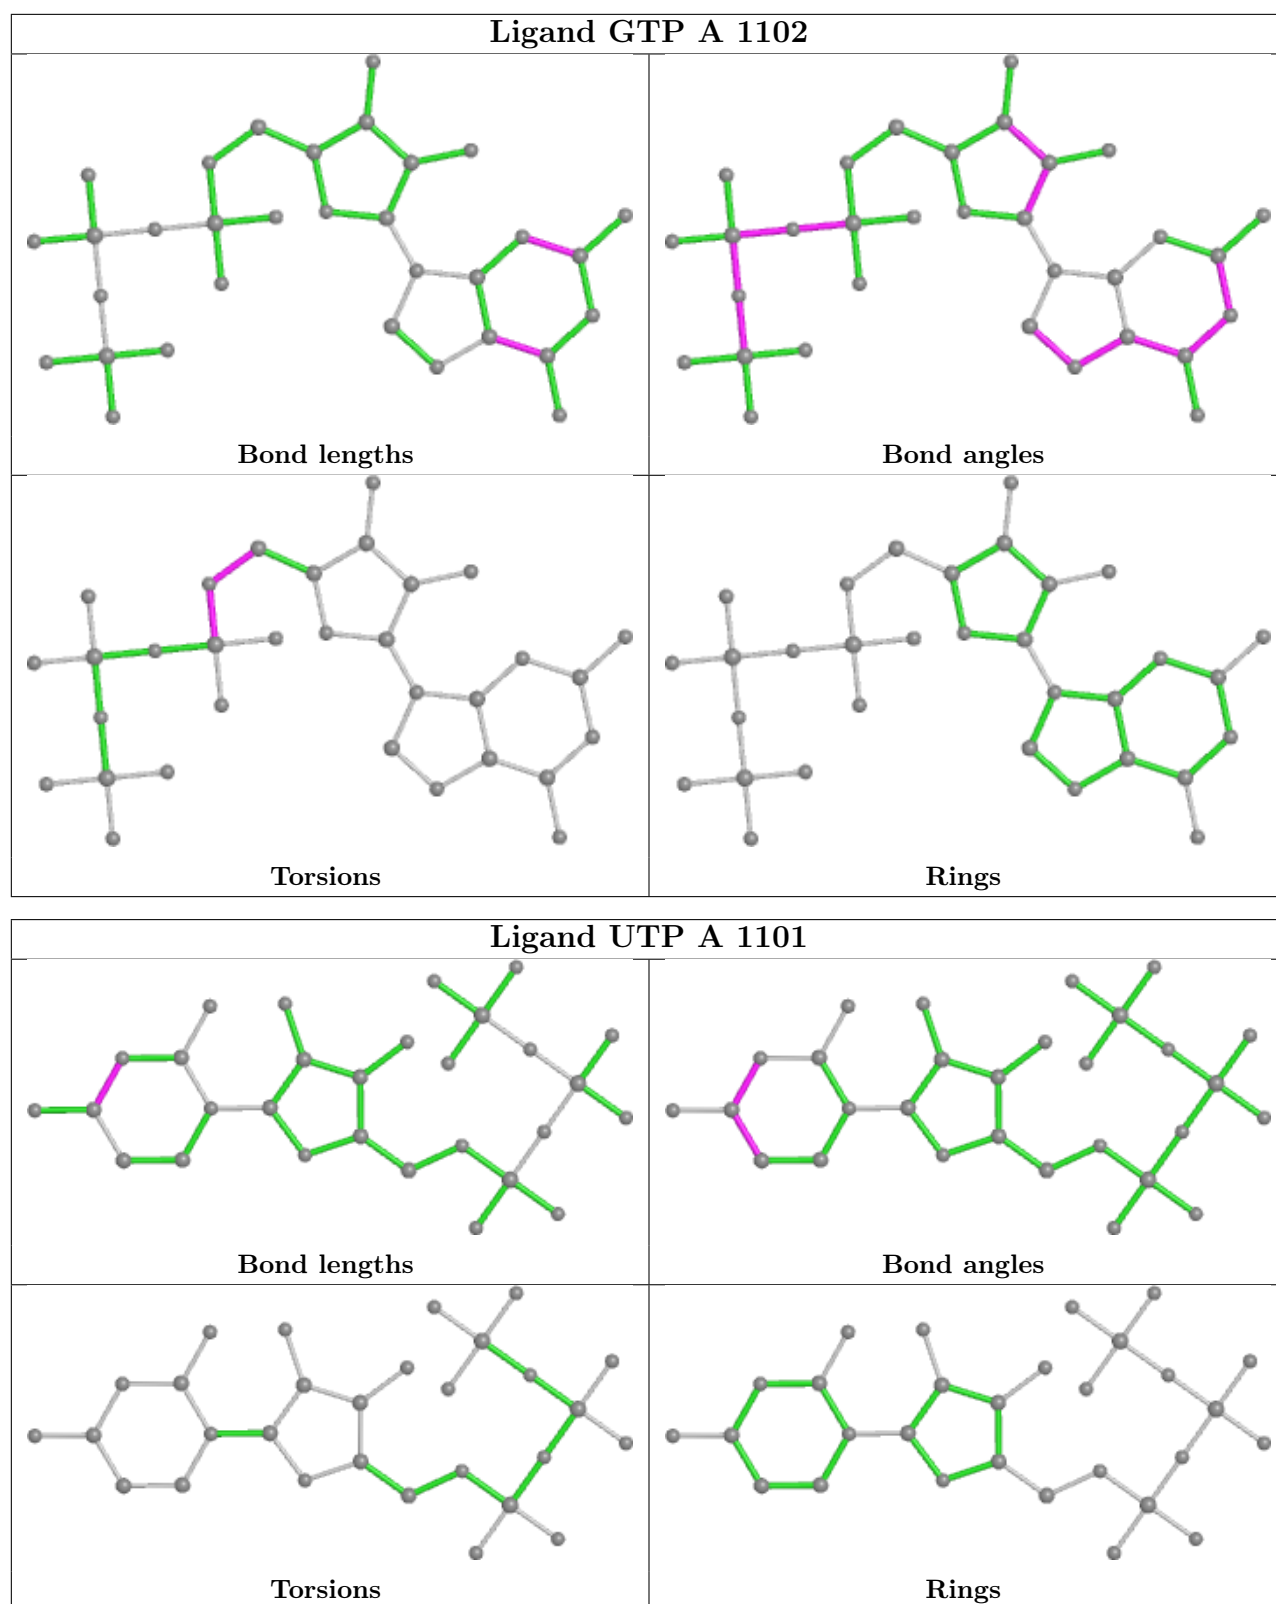 Ligand GTP A 1102
Bond lengths
Bond angles
Torsions
Rings
Ligand UTP A 1101
Bond lengths
Bond angles
Torsions
Rings